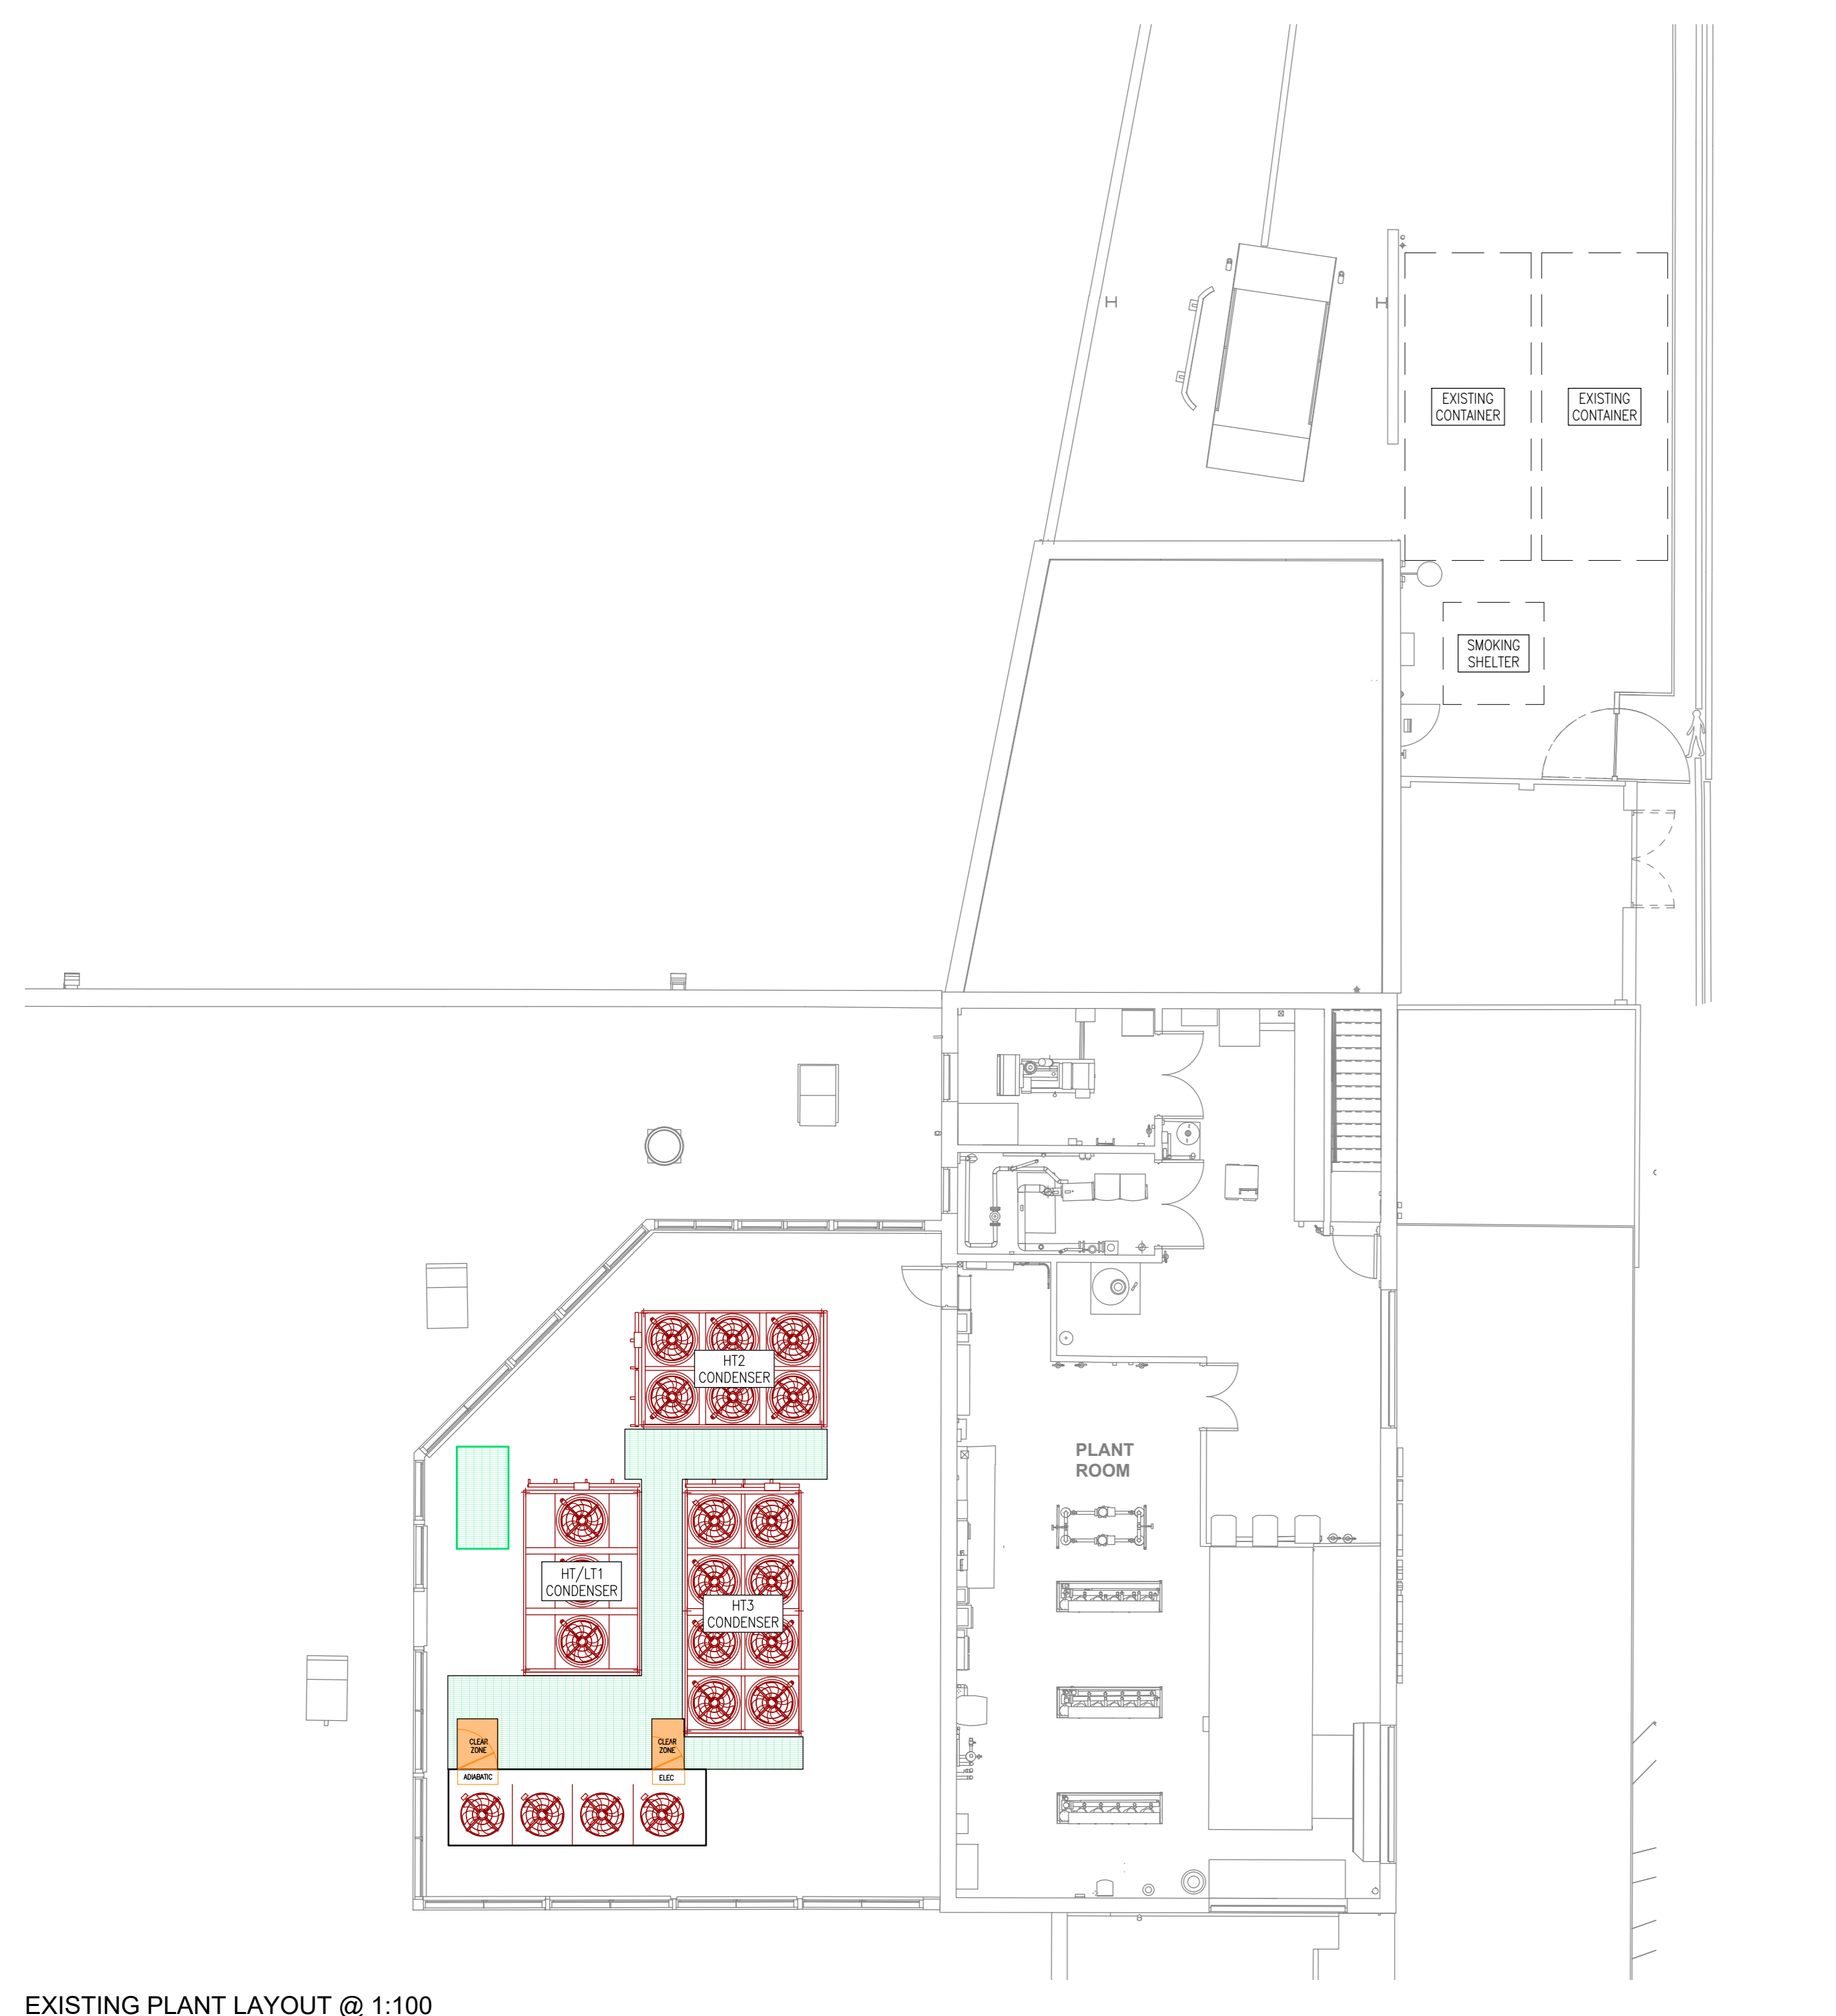 EXISTING
CONTAINER
EXISTING
CONTAINER
SMOKING
SHELTER
HT2
CONDENSER
PLANT
ROOM
HT/LT1
CONDENSER
HT3
CONDENSER
CLEAR
ZONE
CLEAR
ZONE
ADIABATIC
ELEC
EXISTING PLANT LAYOUT @ 1:100